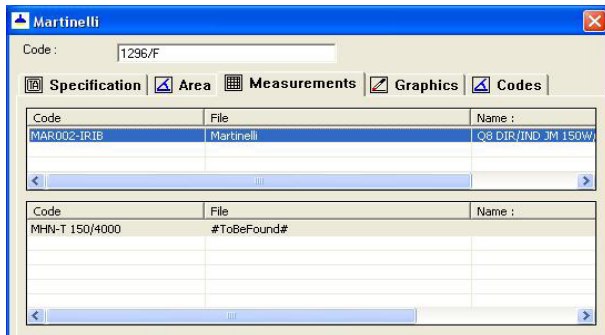 Martinelli
Code : 1296/F
Specification Area Measurements Graphics Codes
Code File Name :
MAR002-IRIB Martinelli Q8 DIR/IND JM 150W/
Code File Name :
MHN-T 150/4000 #ToBeFound#